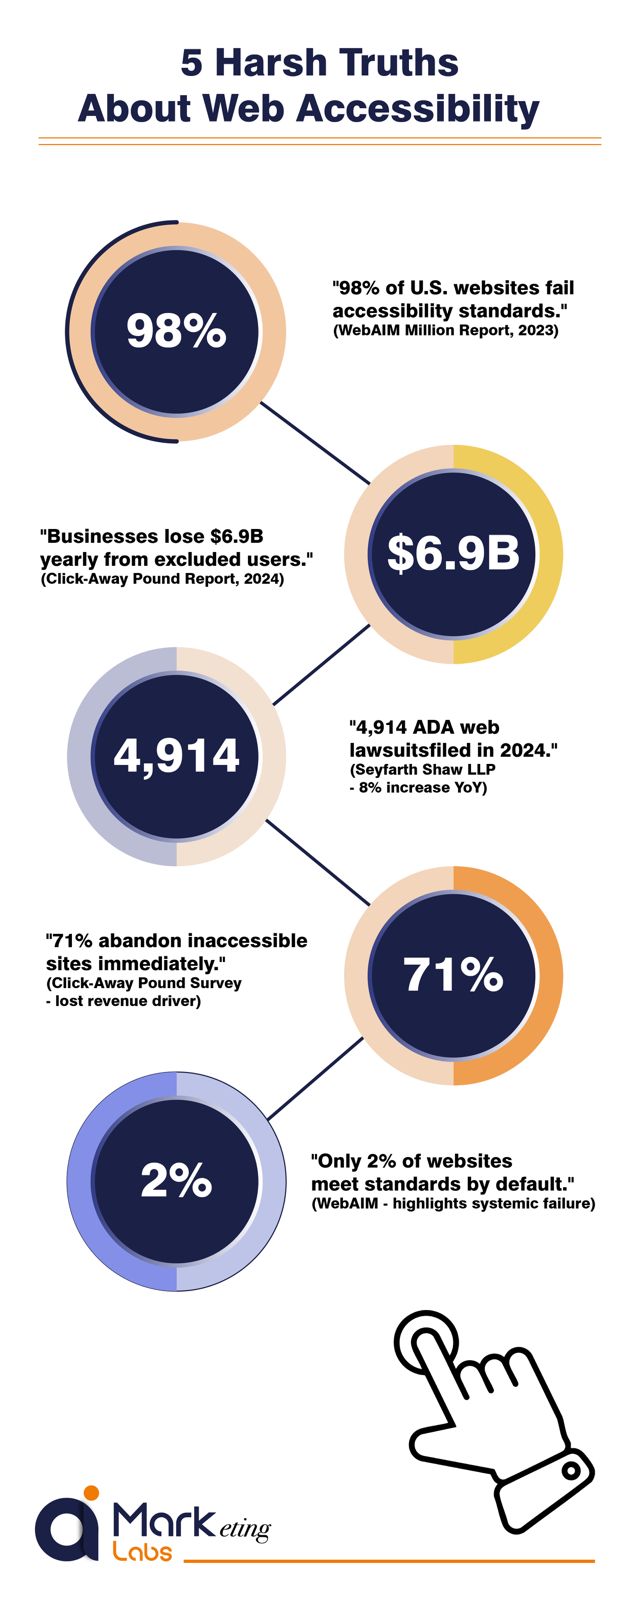 5 Harsh Truths
About Web Accessibility
98%
"98% of U.S. websites fail
accessibility standards."
(WebAIM Million Report, 2023)
$6.9B
"Businesses lose $6.9B
yearly from excluded users."
(Click-Away Pound Report, 2024)
4,914
"4,914 ADA web
lawsuitsfiled in 2024."
(Seyfarth Shaw LLP
- 8% increase YoY)
71%
"71% abandon inaccessible
sites immediately."
(Click-Away Pound Survey
- lost revenue driver)
2%
"Only 2% of websites
meet standards by default."
(WebAIM - highlights systemic failure)
ai Marketing
Labs